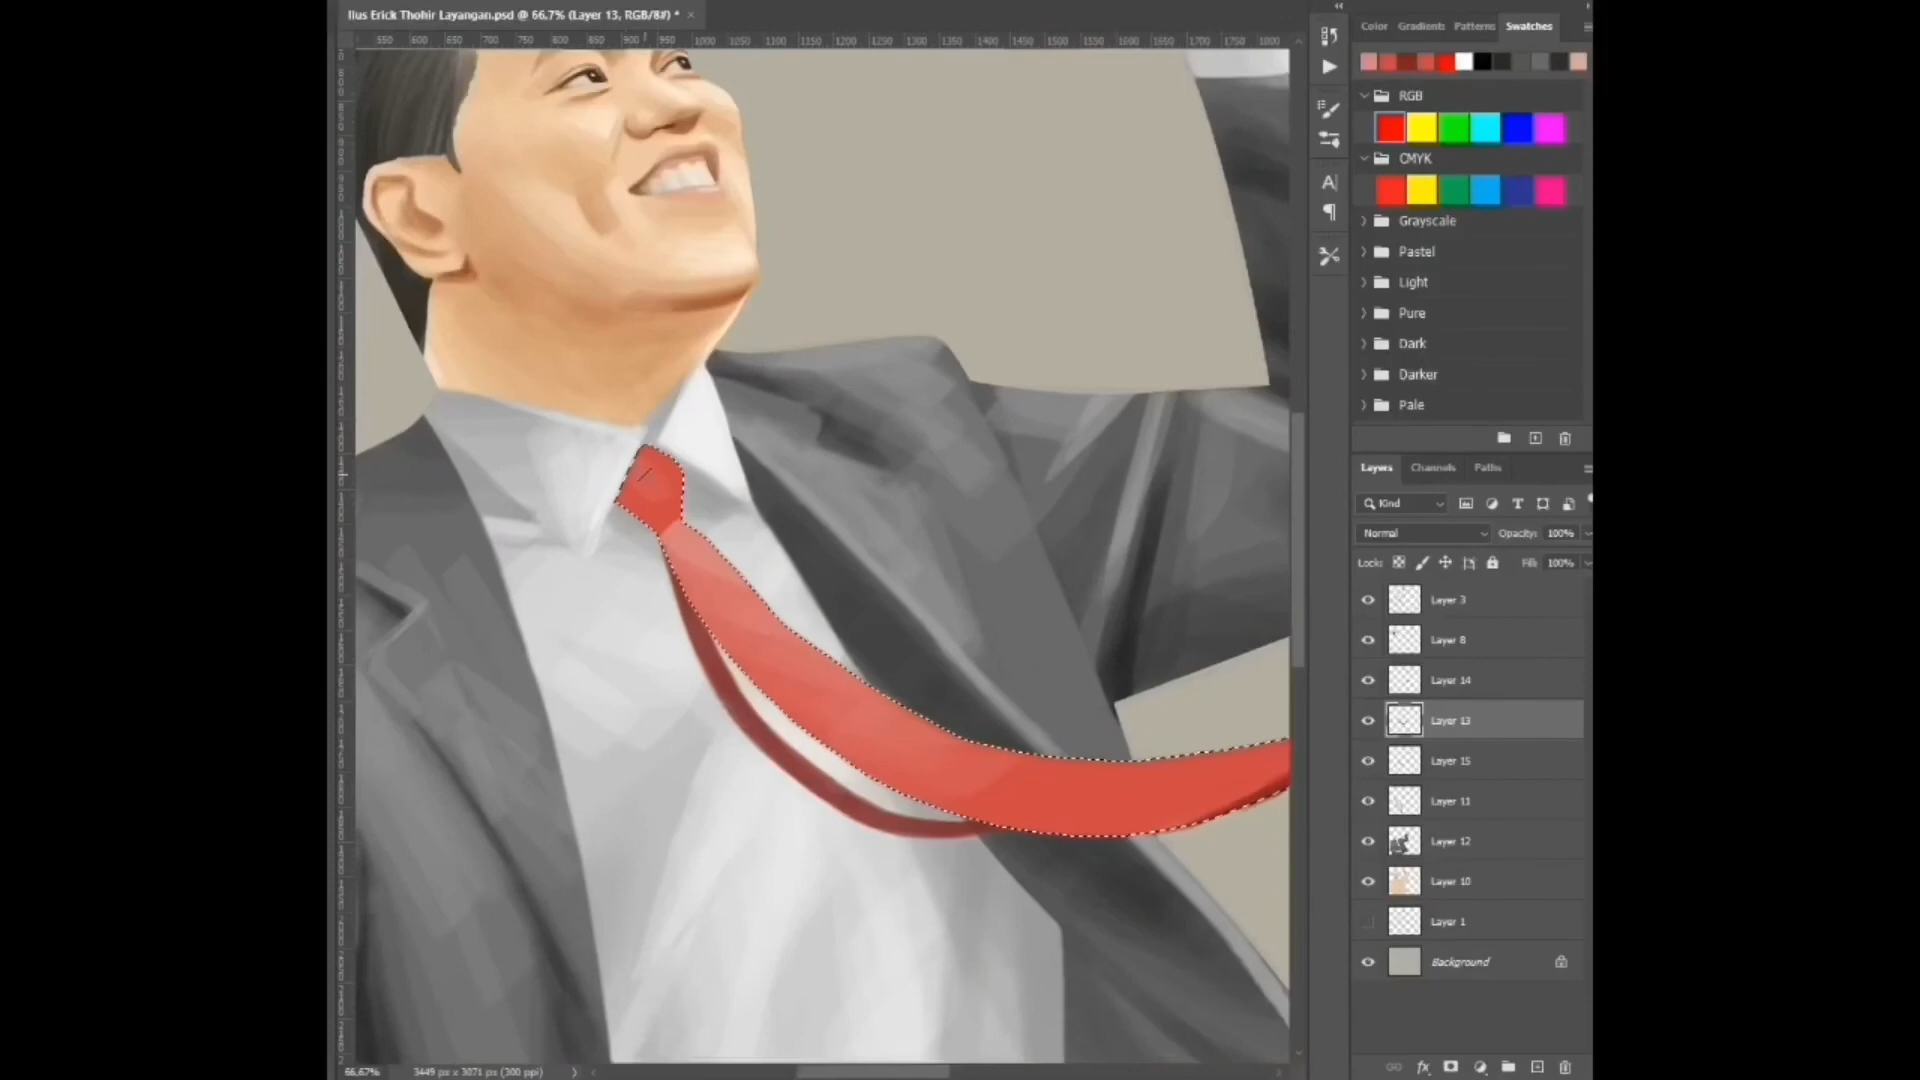 Ilus Erick Thohir Layangan.psd @ 66,7% (Layer 13, RGB/8#) *
550 600 650 700 750 800 850 900 950 1000 1050 1100 1150 1200 1250 1300 1350 1400 1450 1500 1550 1600 1650 1700 1750 1800
Color Gradients Patterns Swatches
RGB
CMYK
Grayscale
Pastel
Light
Pure
Dark
Darker
Pale
Layers Channels Paths
Kind
Normal Opacity: 100%
Lock: Fill: 100%
Layer 3
Layer 8
Layer 14
Layer 13
Layer 15
Layer 11
Layer 12
Layer 10
Layer 1
Background
66,67% 3449 px x 3071 px (300 ppi)